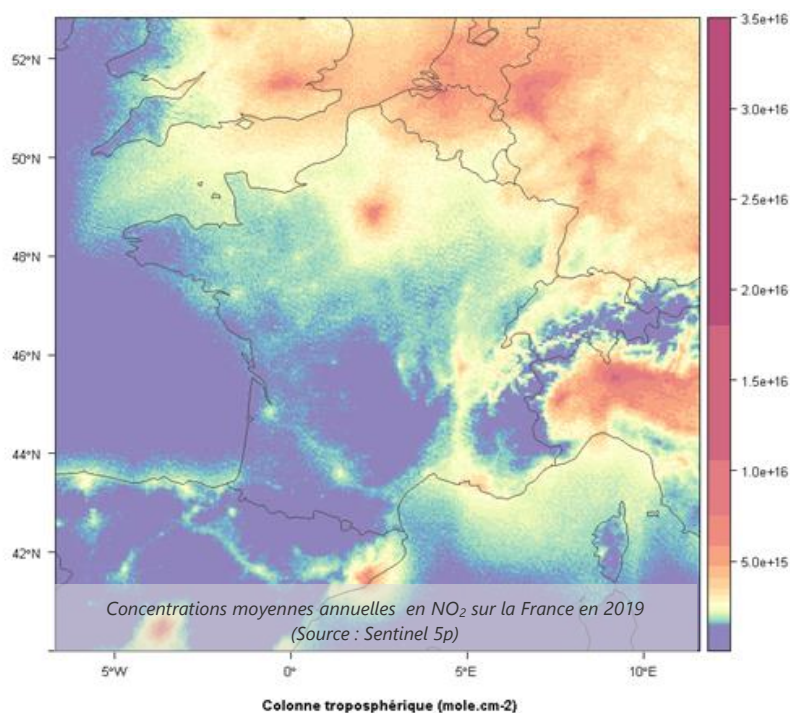 52°N
50°N
48°N
46°N
44°N
42°N
3.5e+16
3.0e+16
2.5e+16
2.0e+16
1.5e+16
1.0e+16
5.0e+15
Concentrations moyennes annuelles en NO₂ sur la France en 2019
(Source : Sentinel 5p)
5°W 0° 5°E 10°E
Colonne troposphérique (mole.cm-2)